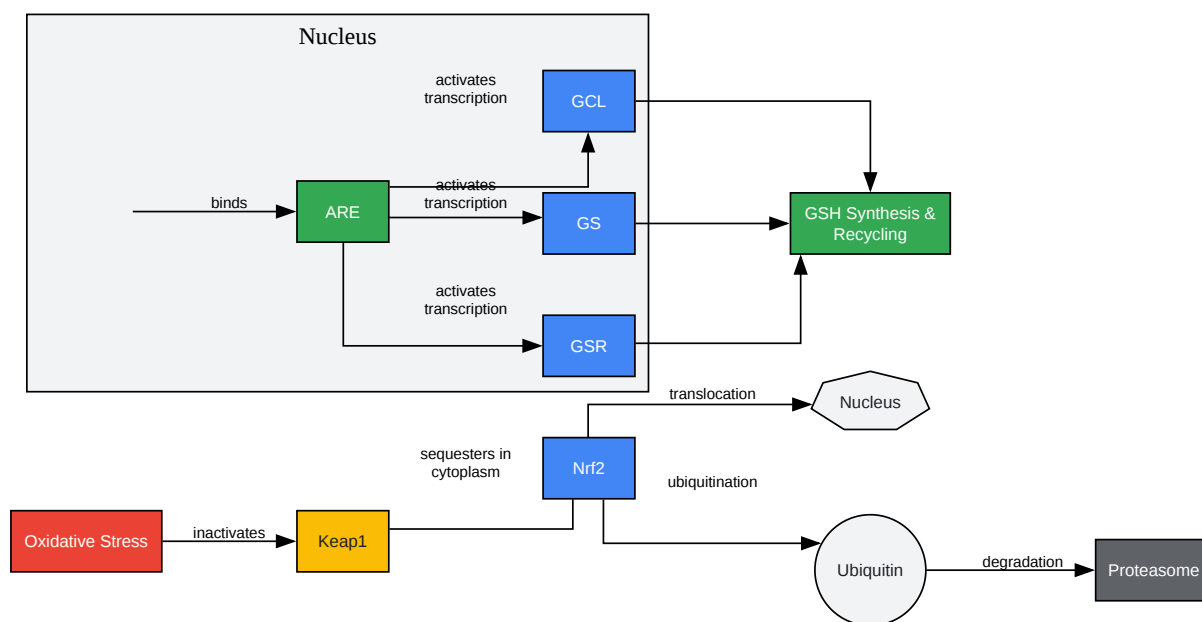 Nucleus
activates
transcription
GCL
binds
ARE
activates
transcription
GS
GSH Synthesis &
Recycling
activates
transcription
GSR
translocation
Nucleus
sequesters in
cytoplasm
Nrf2
ubiquitination
Oxidative Stress
inactivates
Keap1
Ubiquitin
degradation
Proteasome